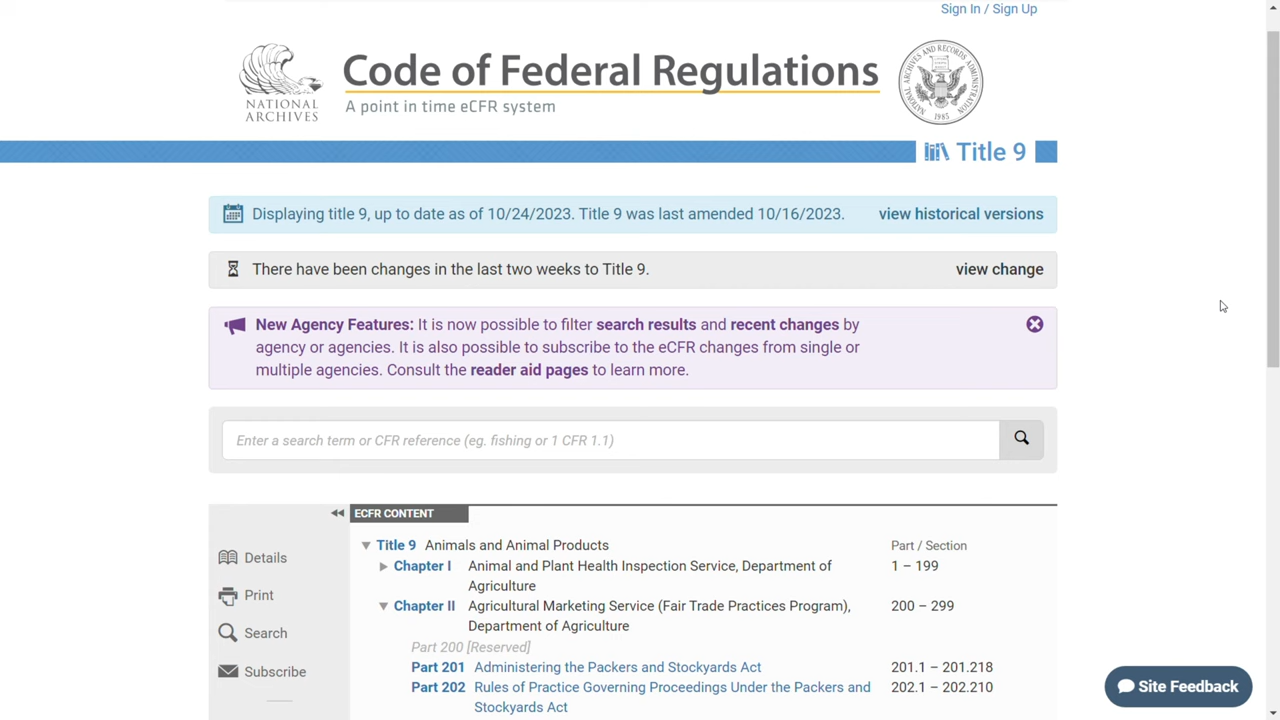 Sign In / Sign Up
NATIONAL
ARCHIVES
Code of Federal Regulations
A point in time eCFR system
ARCHIVES AND RECORDS
1985
Title 9
Displaying title 9, up to date as of 10/24/2023. Title 9 was last amended 10/16/2023. view historical versions
There have been changes in the last two weeks to Title 9. view change
New Agency Features: It is now possible to filter search results and recent changes by
agency or agencies. It is also possible to subscribe to the eCFR changes from single or
multiple agencies. Consult the reader aid pages to learn more.
Enter a search term or CFR reference (eg. fishing or 1 CFR 1.1)
Details
Print
Search
Subscribe
ECFR CONTENT
Title 9 Animals and Animal Products Part / Section
Chapter I Animal and Plant Health Inspection Service, Department of 1 – 199
Agriculture
Chapter II Agricultural Marketing Service (Fair Trade Practices Program), 200 – 299
Department of Agriculture
Part 200 [Reserved]
Part 201 Administering the Packers and Stockyards Act 201.1 – 201.218
Part 202 Rules of Practice Governing Proceedings Under the Packers and 202.1 – 202.210
Stockyards Act
Site Feedback